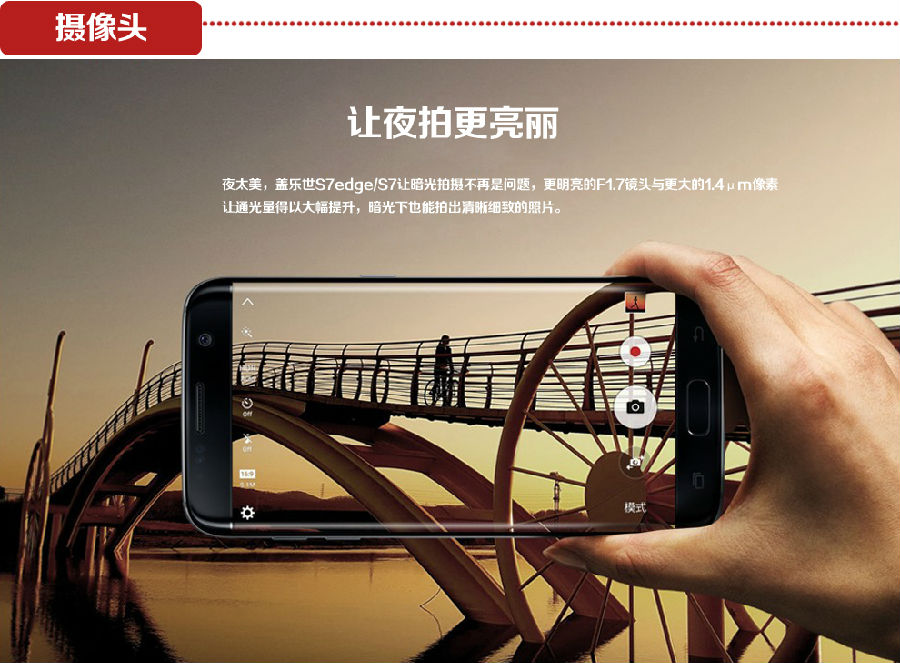 摄像头
让夜拍更亮丽
夜太美，盖乐世S7edge/S7让暗光拍摄不再是问题，更明亮的F1.7镜头与更大的1.4μm像素
让通光量得以大幅提升，暗光下也能拍出清晰细致的照片。
Off
Off
16:9
模式